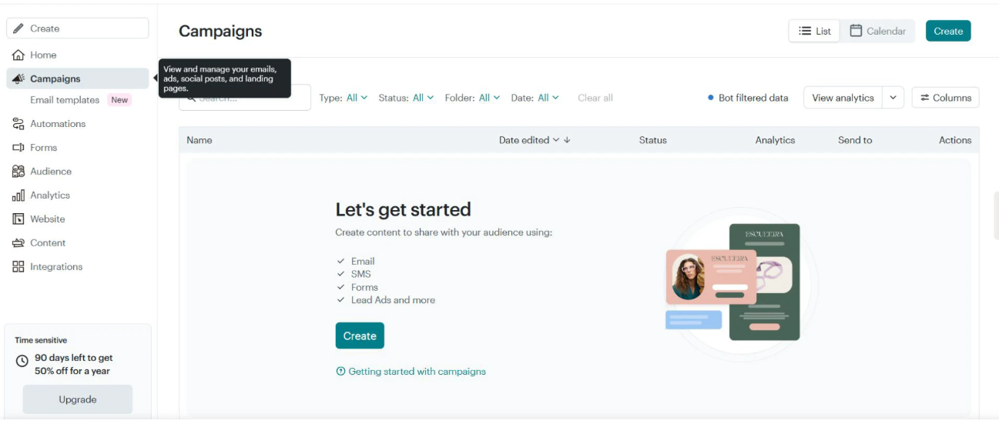 Create
Home
Campaigns
Email templates New
Automations
Forms
Audience
Analytics
Website
Content
Integrations
Time sensitive
90 days left to get
50% off for a year
Upgrade
Campaigns
List
Calendar
Create
View and manage your emails,
ads, social posts, and landing
pages.
Search...
Type: All Status: All Folder: All Date: All Clear all
Bot filtered data
View analytics
Columns
Name Date edited Status Analytics Send to Actions
Let's get started
Create content to share with your audience using:
Email
SMS
Forms
Lead Ads and more
Create
Getting started with campaigns